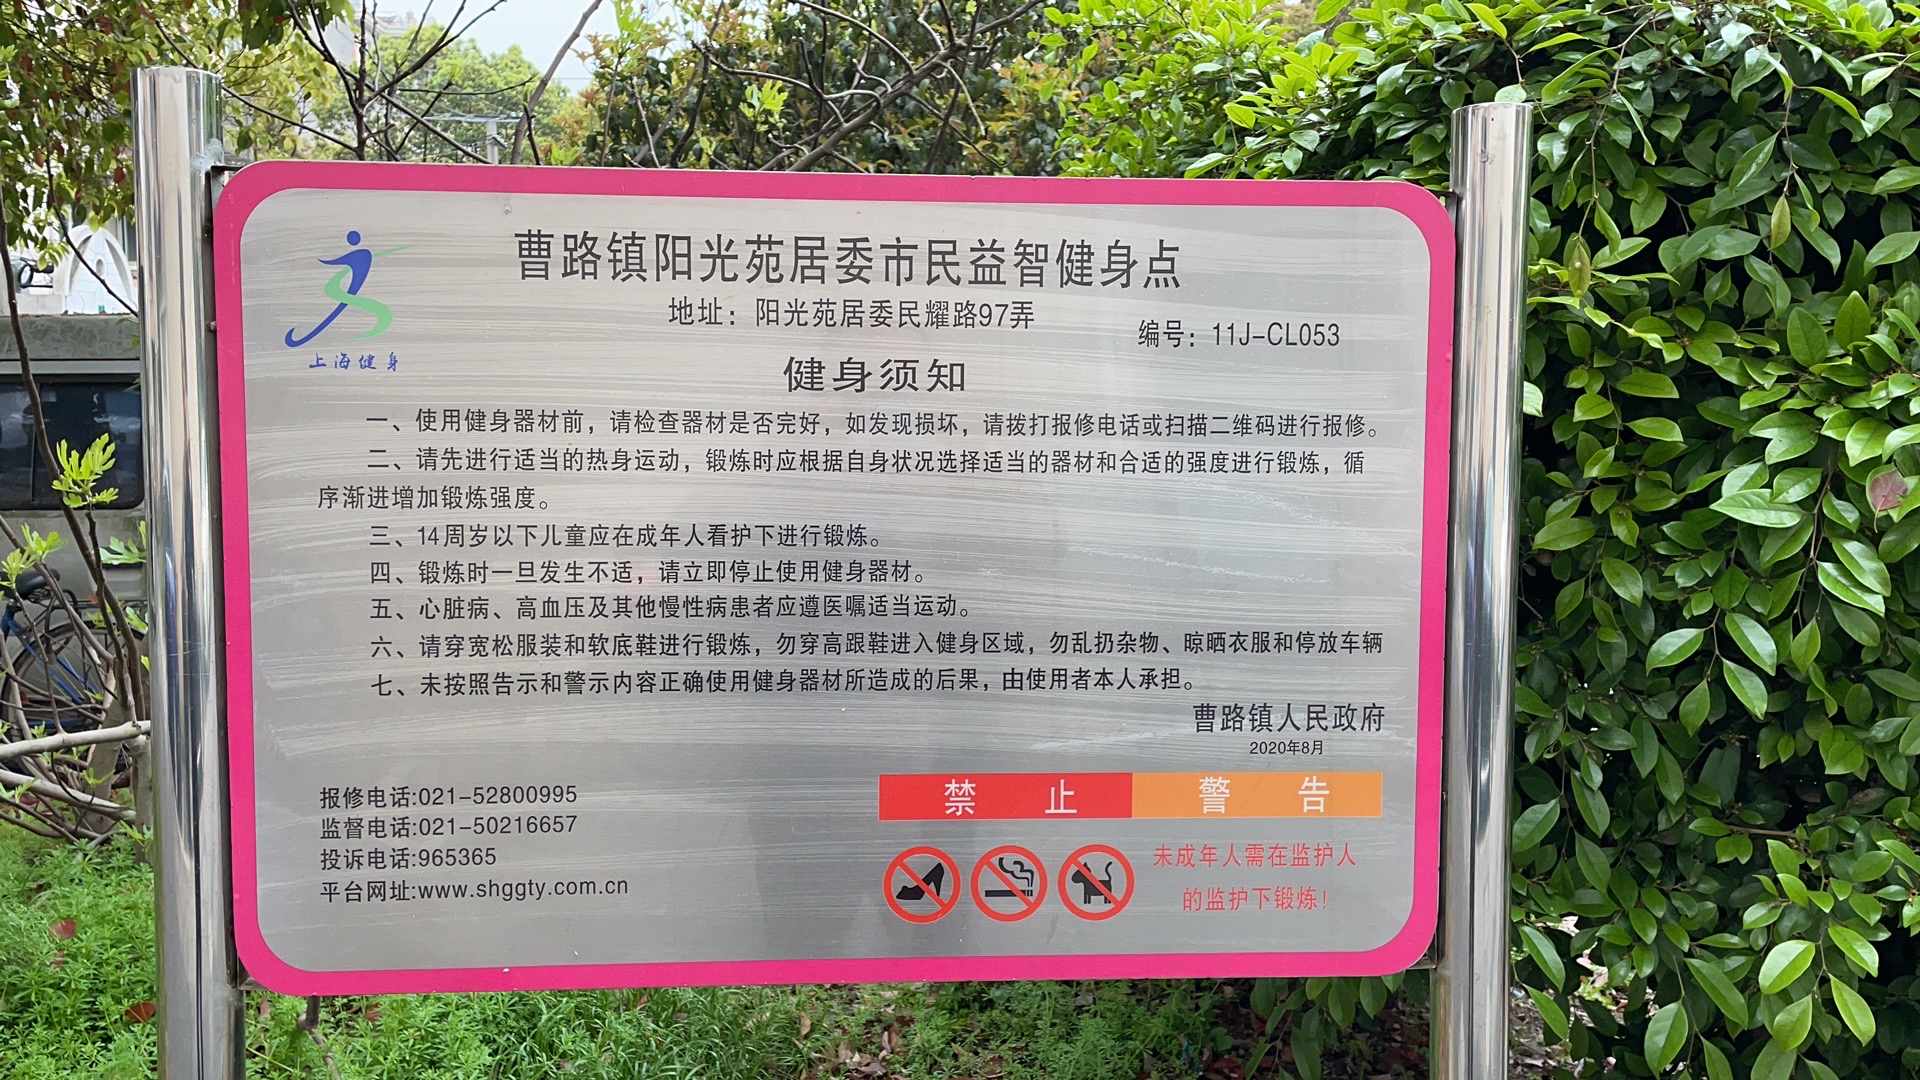 上海健身
曹路镇阳光苑居委市民益智健身点
地址：阳光苑居委民耀路97弄
编号：11J-CL053
健身须知
一、使用健身器材前，请检查器材是否完好，如发现损坏，请拨打报修电话或扫描二维码进行报修。
二、请先进行适当的热身运动，锻炼时应根据自身状况选择适当的器材和合适的强度进行锻炼，循
序渐进增加锻炼强度。
三、14周岁以下儿童应在成年人看护下进行锻炼。
四、锻炼时一旦发生不适，请立即停止使用健身器材。
五、心脏病、高血压及其他慢性病患者应遵医嘱适当运动。
六、请穿宽松服装和软底鞋进行锻炼，勿穿高跟鞋进入健身区域，勿乱扔杂物、晾晒衣服和停放车辆
七、未按照告示和警示内容正确使用健身器材所造成的后果，由使用者本人承担。
曹路镇人民政府
2020年8月
报修电话:021-52800995
监督电话:021-50216657
投诉电话:965365
平台网址:www.shggty.com.cn
禁止 警告
未成年人需在监护人
的监护下锻炼！